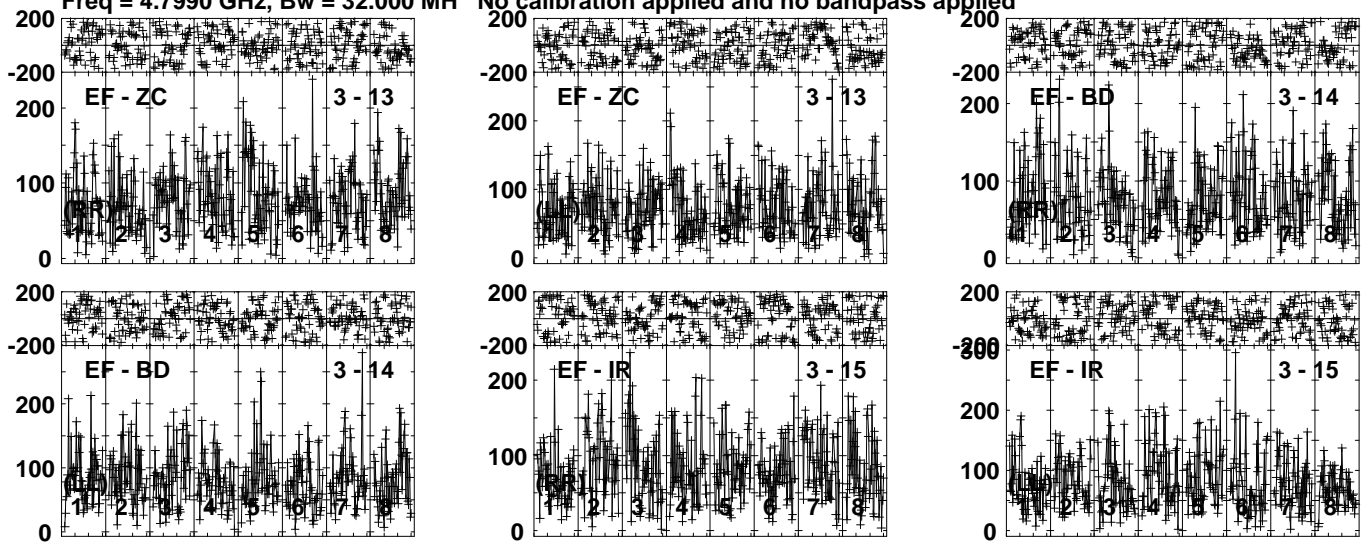 Freq = 4.7990 GHz, Bw = 32.000 MH No calibration applied and no bandpass applied
200
-200
EF - ZC 3 - 13
200
100
(RR)
1 2 3 4 5 6 7 8
0
200
-200
EF - ZC 3 - 13
200
100
(LL)
1 2 3 4 5 6 7 8
0
200
-200
EF - BD 3 - 14
200
100
(RR)
1 2 3 4 5 6 7 8
0
200
-200
EF - BD 3 - 14
200
100
(LL)
1 2 3 4 5 6 7 8
0
200
-200
EF - IR 3 - 15
200
100
(RR)
1 2 3 4 5 6 7 8
0
200
-200
300
EF - IR 3 - 15
200
100
(LL)
1 2 3 4 5 6 7 8
0